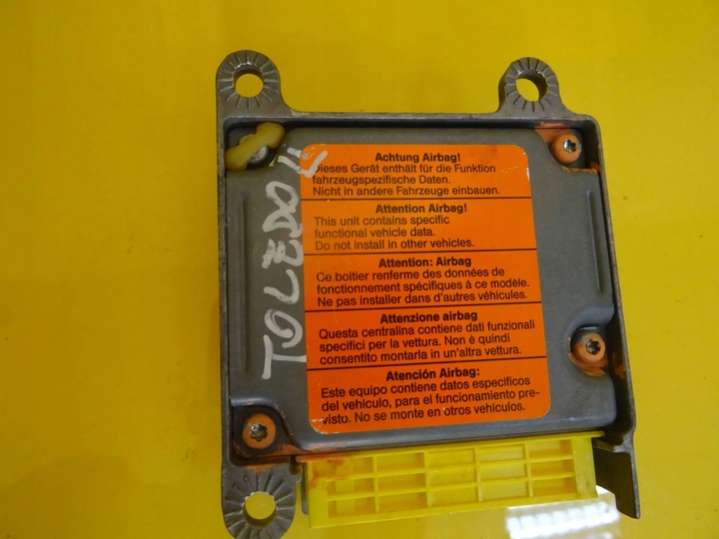 Achtung Airbag!
Dieses Gerät enthält für die Funktion
fahrzeugspezifische Daten.
Nicht in andere Fahrzeuge einbauen.
Attention Airbag!
This unit contains specific
functional vehicle data.
Do not install in other vehicles.
Attention: Airbag
Ce boitier renferme des données de
fonctionnement spécifiques à ce modèle.
Ne pas installer dans d'autres véhicules.
Attenzione airbag
Questa centralina contiene dati funzionali
specifici per la vettura. Non è quindi
consentito montarla in un'altra vettura.
Atención Airbag:
Este equipo contiene datos especificos
del vehiculo, para el funcionamiento pre-
visto. No se monte en otros vehiculos.
TOLEDO II